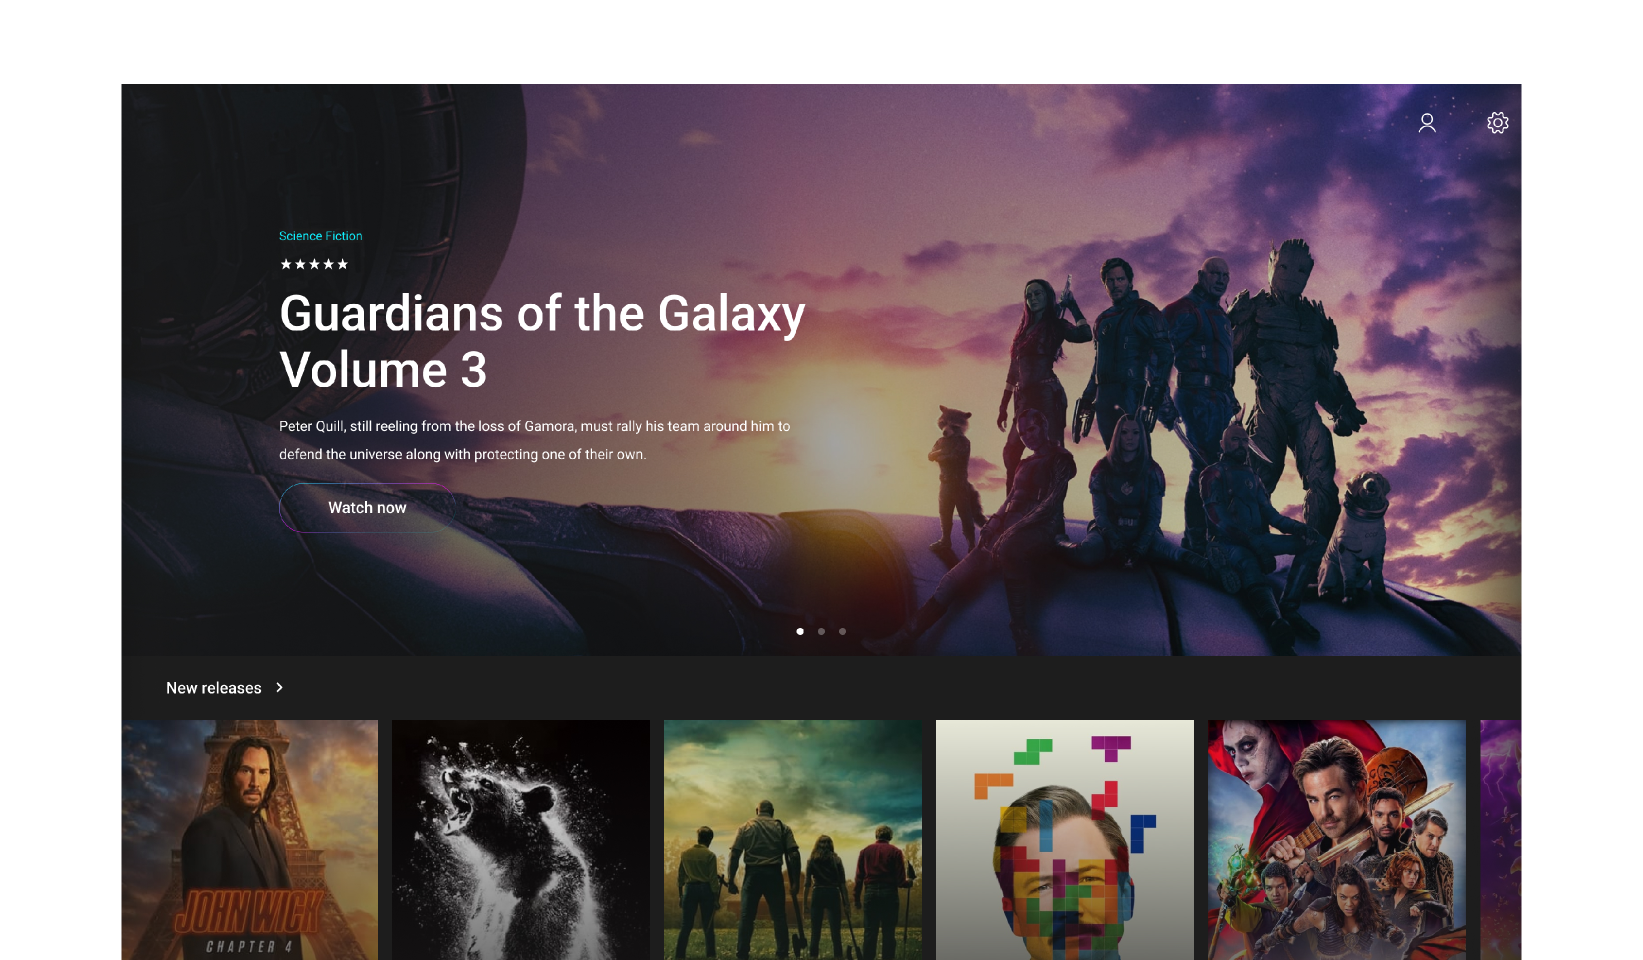 Science Fiction
Guardians of the Galaxy
Volume 3
Peter Quill, still reeling from the loss of Gamora, must rally his team around him to
defend the universe along with protecting one of their own.
Watch now
New releases
JOHN WICK
CHAPTER 4